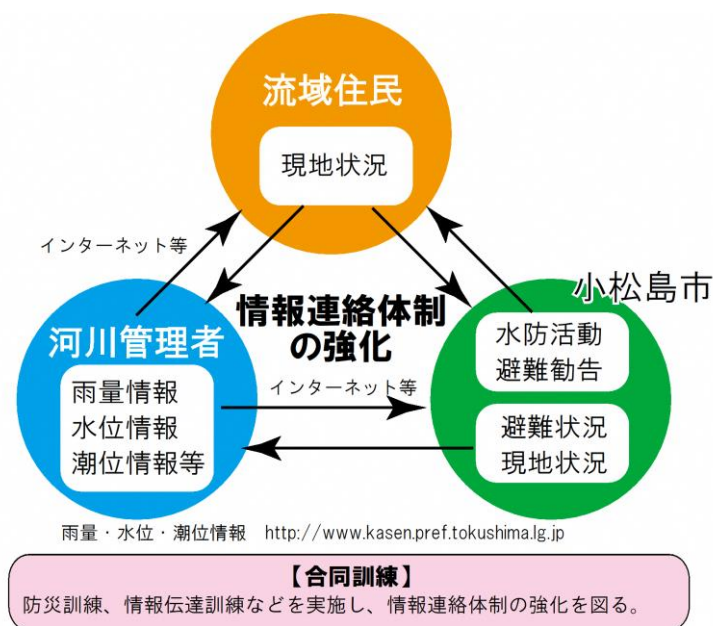 流域住民
現地状況
インターネット等
小松島市
情報連絡体制
の強化
河川管理者
雨量情報
水位情報
潮位情報等
インターネット等
水防活動
避難勧告
避難状況
現地状況
雨量・水位・潮位情報 http://www.kasen.pref.tokushima.lg.jp
【合同訓練】
防災訓練、情報伝達訓練などを実施し、情報連絡体制の強化を図る。